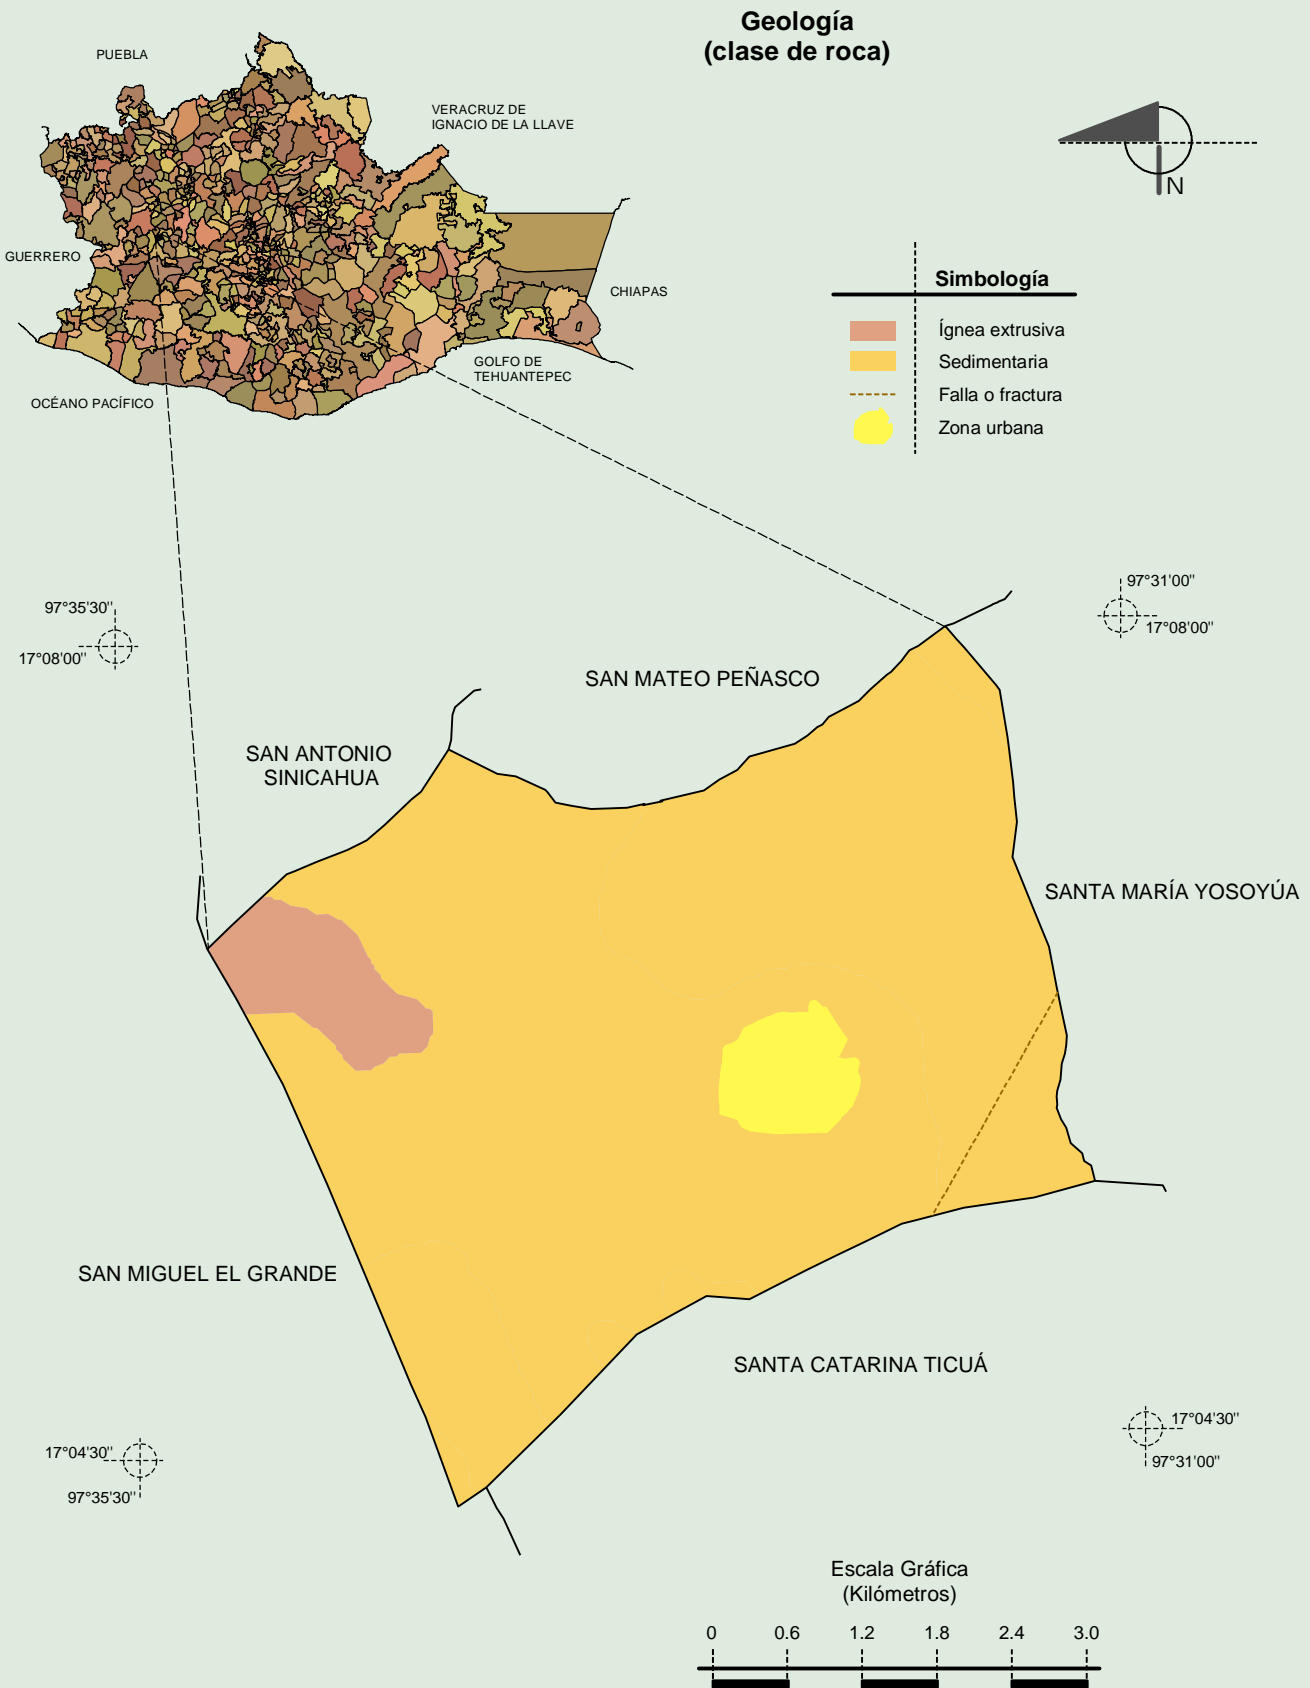 Geología
(clase de roca)
PUEBLA
VERACRUZ DE
IGNACIO DE LA LLAVE
N
GUERRERO
CHIAPAS
GOLFO DE
TEHUANTEPEC
OCÉANO PACÍFICO
Simbología
Ígnea extrusiva
Sedimentaria
Falla o fractura
Zona urbana
97°35'30"
17°08'00"
97°31'00"
17°08'00"
SAN MATEO PEÑASCO
SAN ANTONIO
SINICAHUA
SANTA MARÍA YOSOYÚA
SAN MIGUEL EL GRANDE
SANTA CATARINA TICUÁ
17°04'30"
97°35'30"
17°04'30"
97°31'00"
Escala Gráfica
(Kilómetros)
0 0.6 1.2 1.8 2.4 3.0